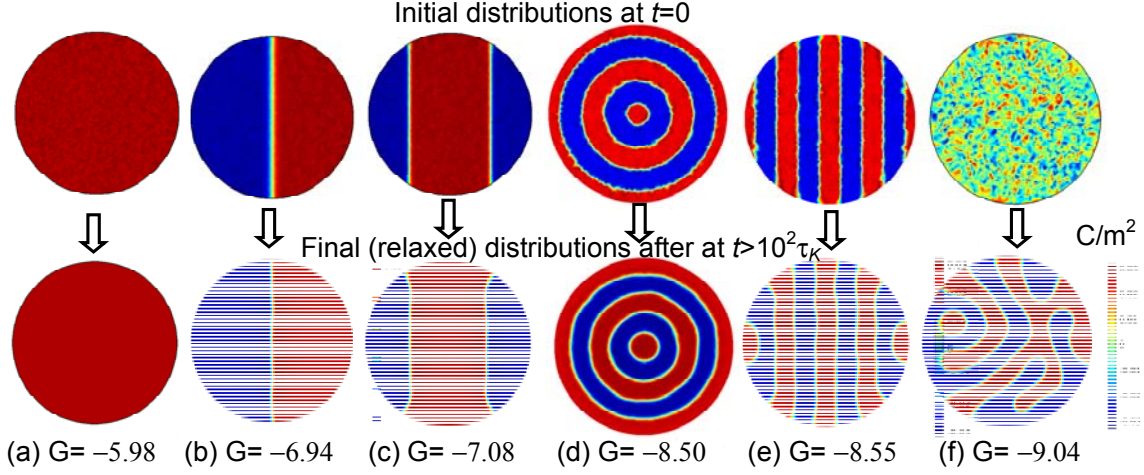 Initial distributions at t=0
Final (relaxed) distributions after at t>10²τ_K
C/m²
(a) G= −5.98
(b) G= −6.94
(c) G= −7.08
(d) G= −8.50
(e) G= −8.55
(f) G= −9.04